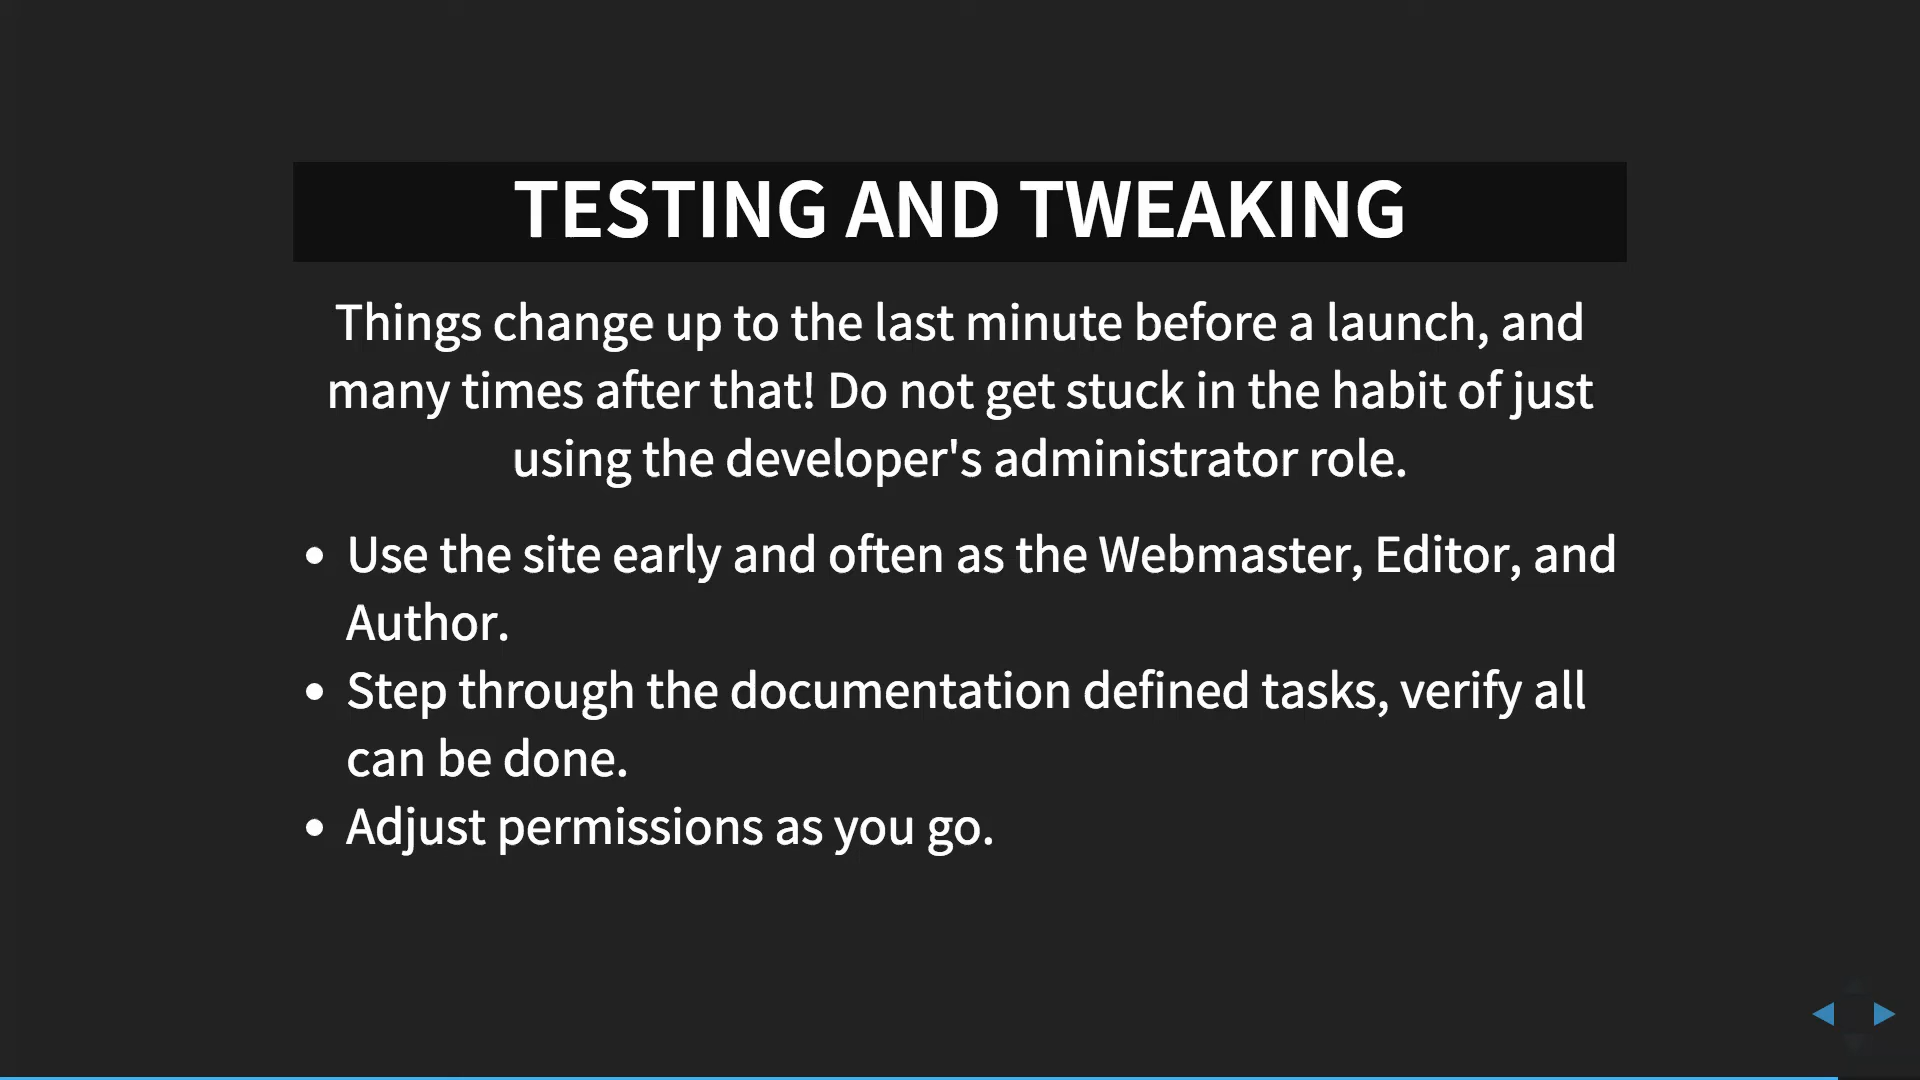 TESTING AND TWEAKING
Things change up to the last minute before a launch, and
many times after that! Do not get stuck in the habit of just
using the developer's administrator role.
• Use the site early and often as the Webmaster, Editor, and
Author.
• Step through the documentation defined tasks, verify all
can be done.
• Adjust permissions as you go.